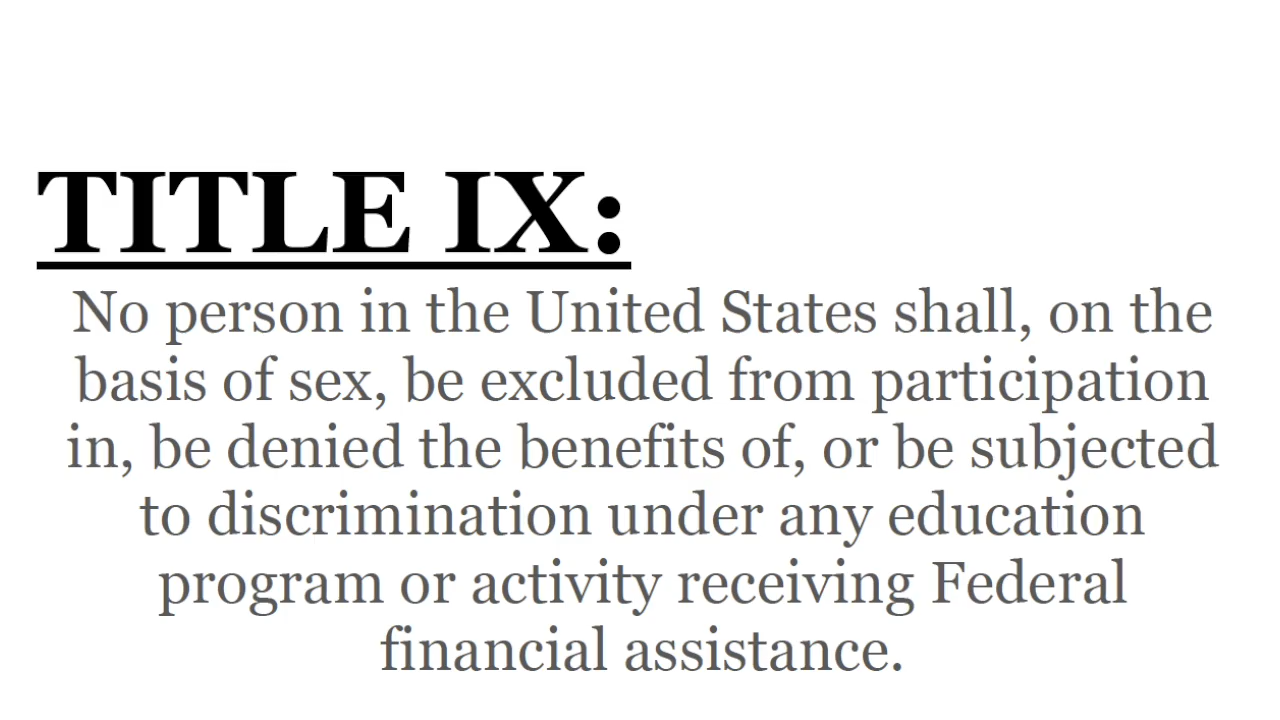 TITLE IX:
No person in the United States shall, on the
basis of sex, be excluded from participation
in, be denied the benefits of, or be subjected
to discrimination under any education
program or activity receiving Federal
financial assistance.